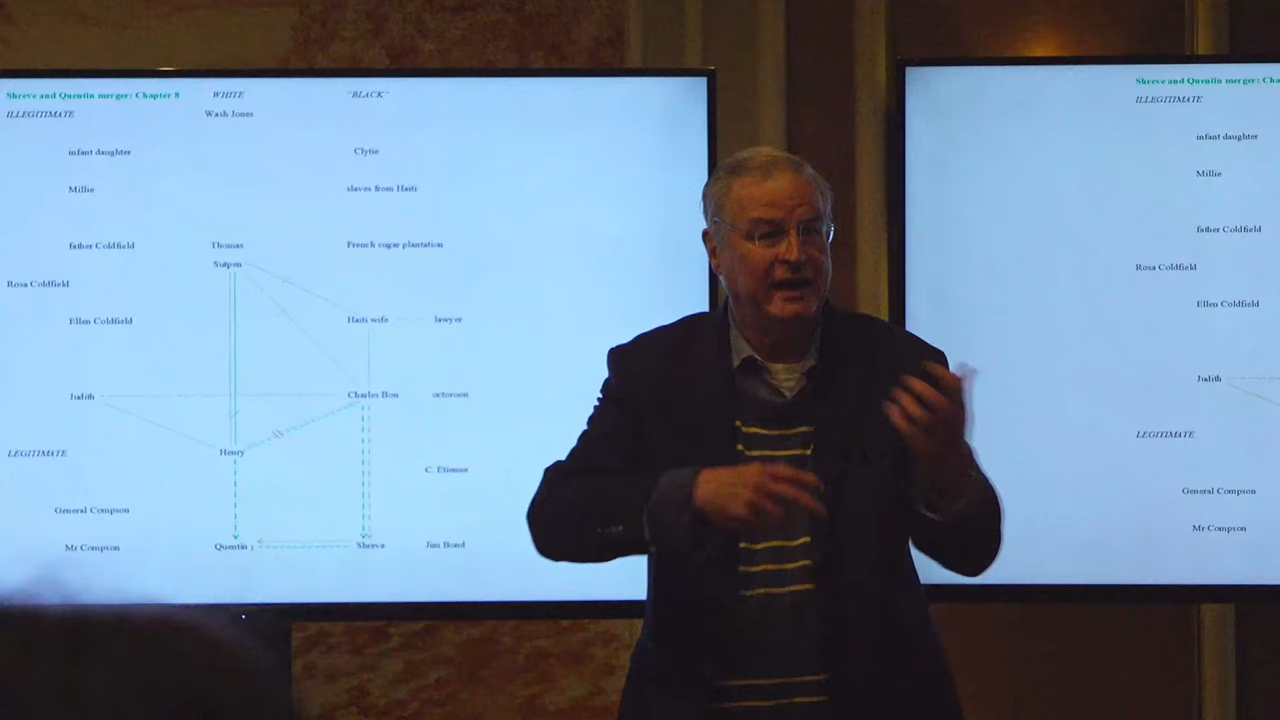 Shreve and Quentin merger: Chapter 8 WHITE "BLACK"
ILLEGITIMATE Wash Jones
infant daughter Clytie
Millie slaves from Haiti
father Coldfield Thomas French sugar plantation
Sutpen
Rosa Coldfield
Ellen Coldfield Haiti wife lawyer
Judith Charles Bon octoroon
LEGITIMATE Henry
C. Etienne
General Compson
Mr Compson Quentin Shreve Jim Bond
Shreve and Quentin merger: Cha
ILLEGITIMATE
infant daughter
Millie
father Coldfield
Rosa Coldfield
Ellen Coldfield
Judith
LEGITIMATE
General Compson
Mr Compson